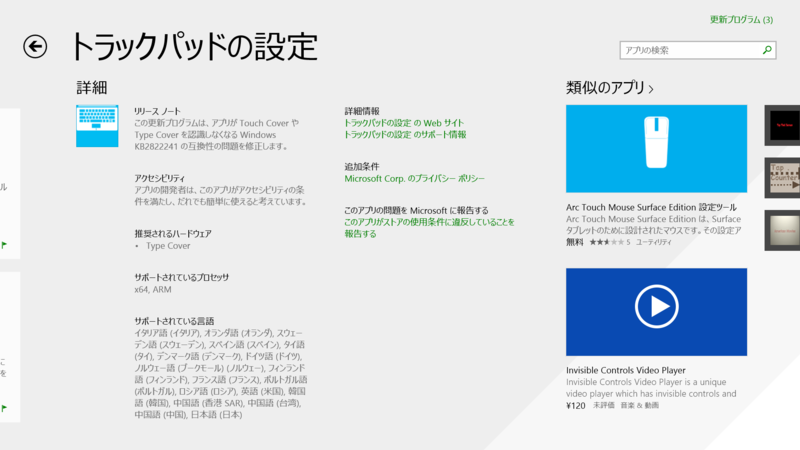 更新プログラム (3)
トラックパッドの設定
アプリの検索
詳細
リリース ノート
この更新プログラムは、アプリが Touch Cover や
Type Cover を認識しなくなる Windows
KB2822241 の互換性の問題を修正します。
アクセシビリティ
アプリの開発者は、このアプリがアクセシビリティの条
件を満たし、だれでも簡単に使えると考えています。
推奨されるハードウェア
• Type Cover
サポートされているプロセッサ
x64, ARM
サポートされている言語
イタリア語 (イタリア), オランダ語 (オランダ), スウェー
デン語 (スウェーデン), スペイン語 (スペイン), タイ語
(タイ), デンマーク語 (デンマーク), ドイツ語 (ドイツ),
ノルウェー語 (ブークモール) (ノルウェー), フィンランド
語 (フィンランド), フランス語 (フランス), ポルトガル語
(ポルトガル), ロシア語 (ロシア), 英語 (米国), 韓国
語 (韓国), 中国語 (香港 SAR), 中国語 (台湾),
中国語 (中国), 日本語 (日本)
詳細情報
トラックパッドの設定 の Web サイト
トラックパッドの設定 のサポート情報
追加条件
Microsoft Corp. のプライバシー ポリシー
このアプリの問題を Microsoft に報告する
このアプリがストアの使用条件に違反していることを
報告する
類似のアプリ
Arc Touch Mouse Surface Edition 設定ツール
Arc Touch Mouse Surface Edition は、Surface
タブレットのために設計されたマウスです。その設定ア
無料 ★★★★★ 5 ユーティリティ
Invisible Controls Video Player
Invisible Controls Video Player is a unique
video player which has invisible controls and
¥120 未評価 音楽 & 動画
Tap
Counter
ル
に
を